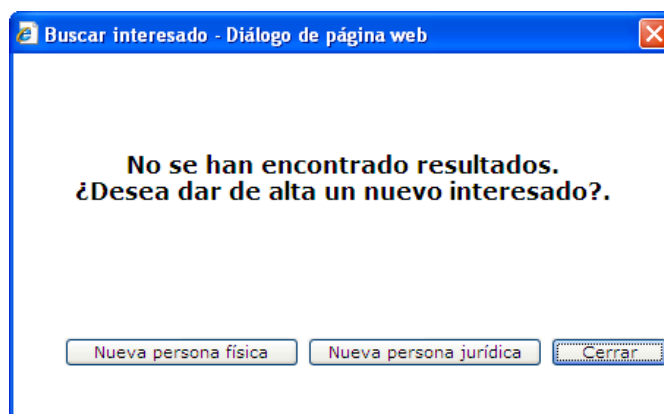 Buscar interesado - Diálogo de página web
No se han encontrado resultados.
¿Desea dar de alta un nuevo interesado?.
Nueva persona física Nueva persona jurídica Cerrar